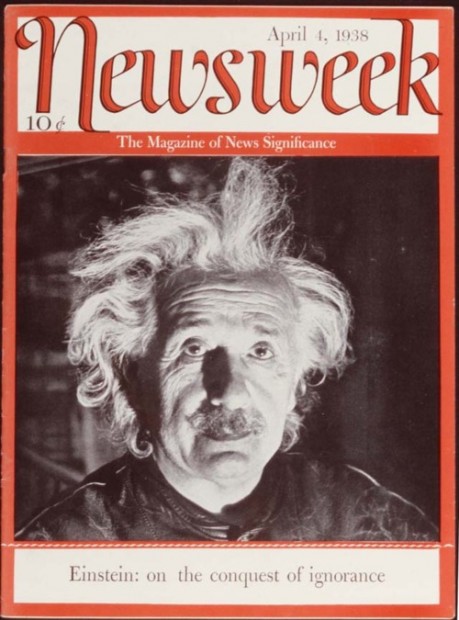 April 4, 1938
Newsweek
10¢
The Magazine of News Significance
Einstein: on the conquest of ignorance